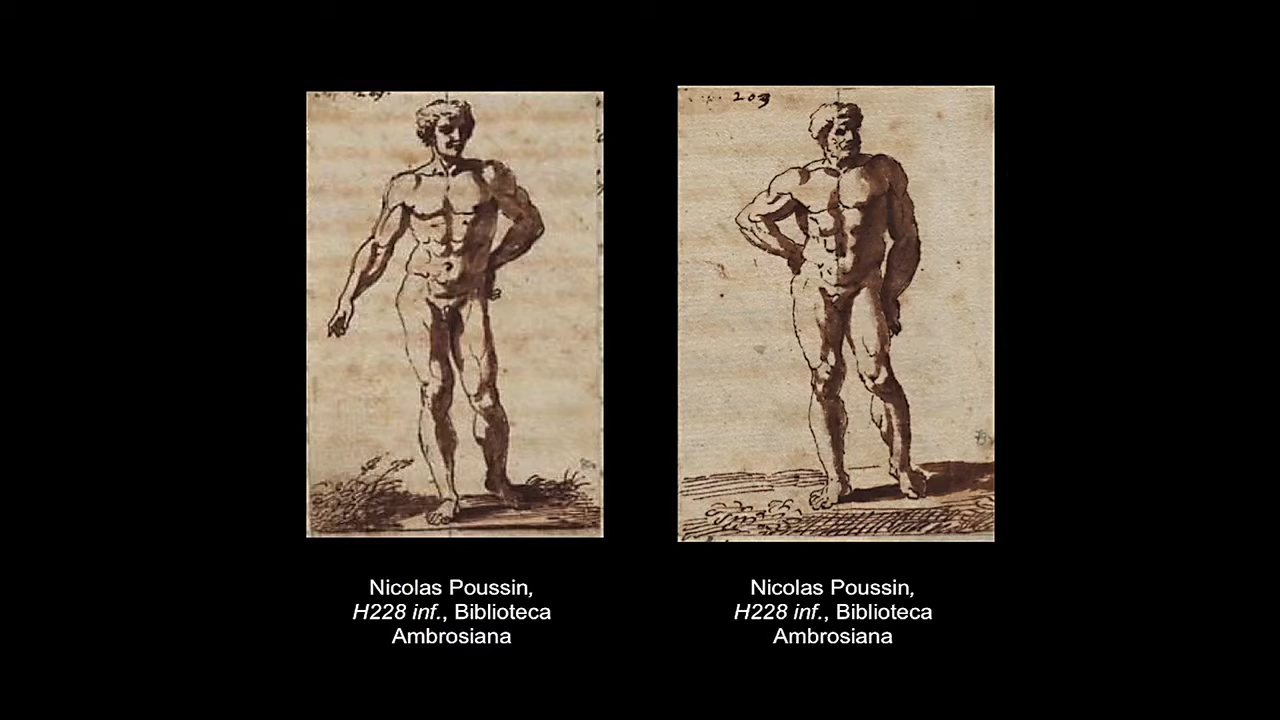 203
Nicolas Poussin,
H228 inf., Biblioteca
Ambrosiana
Nicolas Poussin,
H228 inf., Biblioteca
Ambrosiana